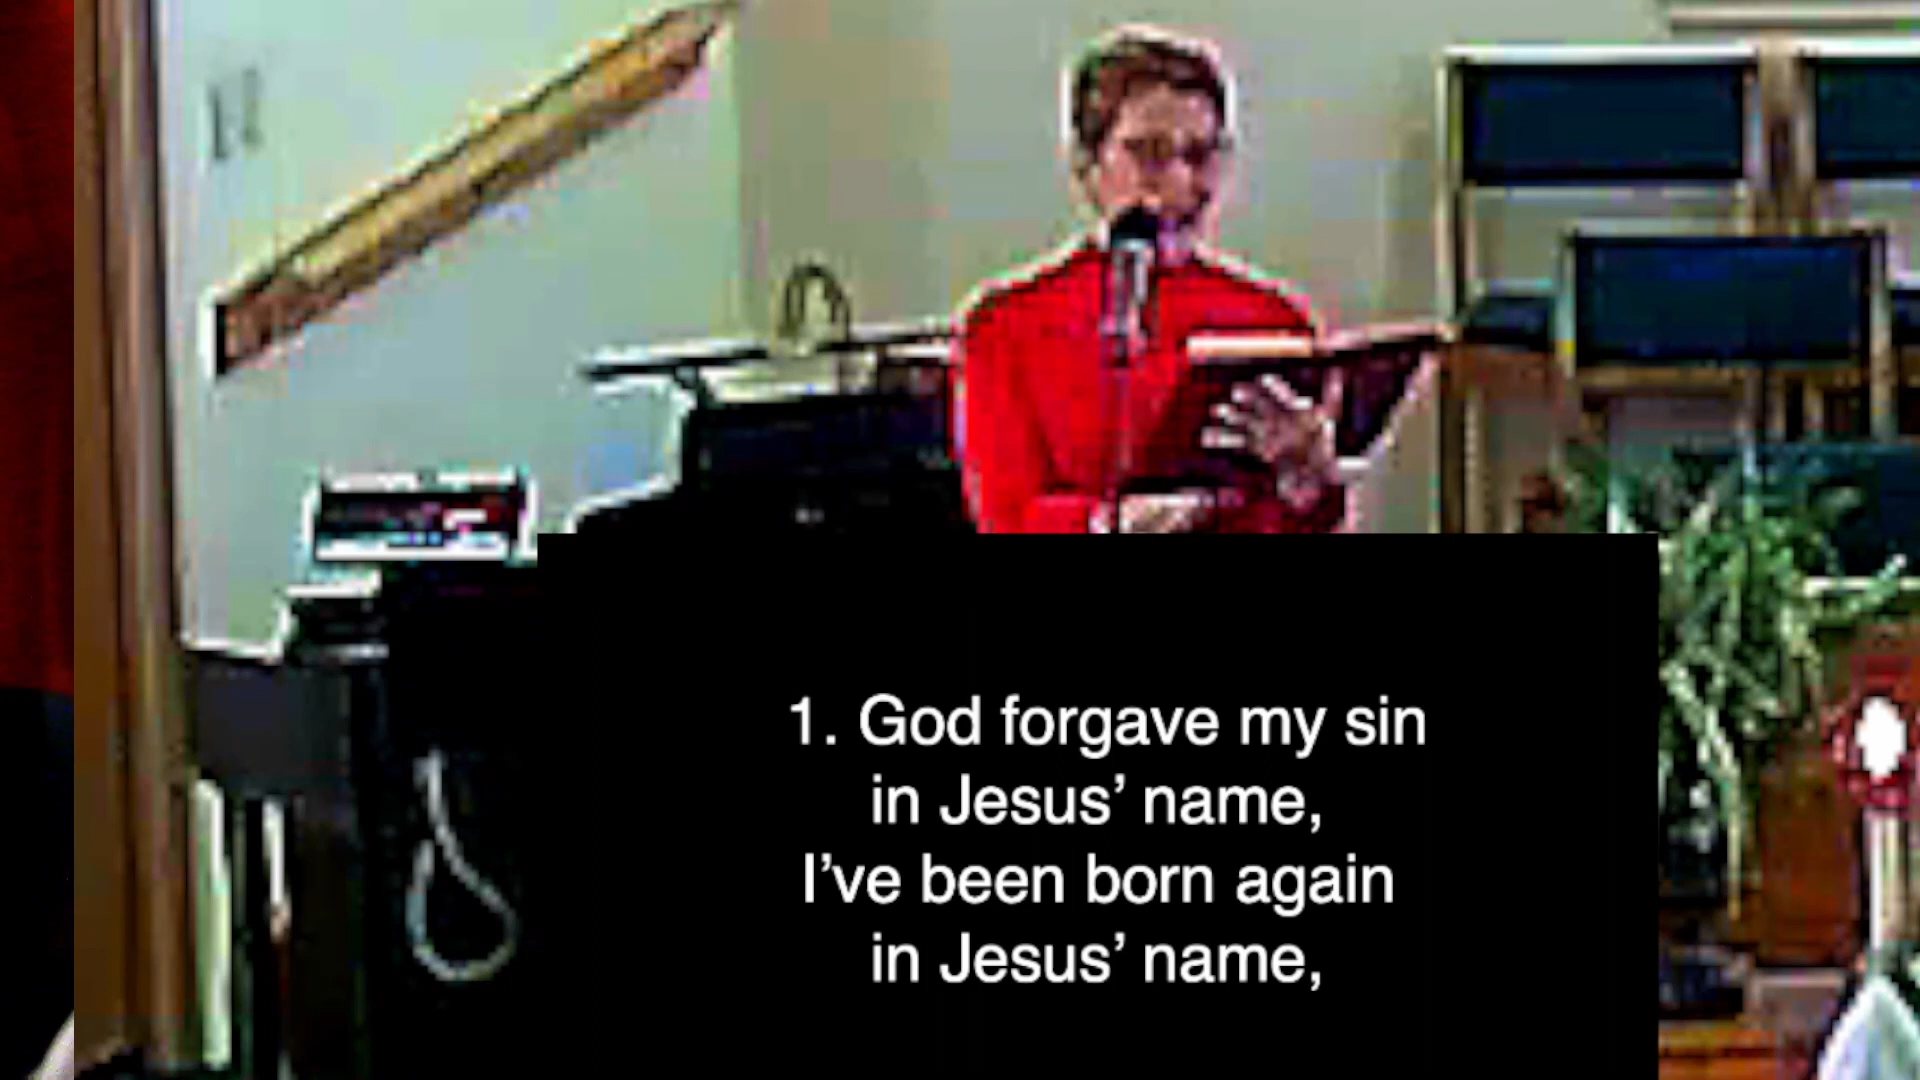 1. God forgave my sin
in Jesus’ name,
I’ve been born again
in Jesus’ name,